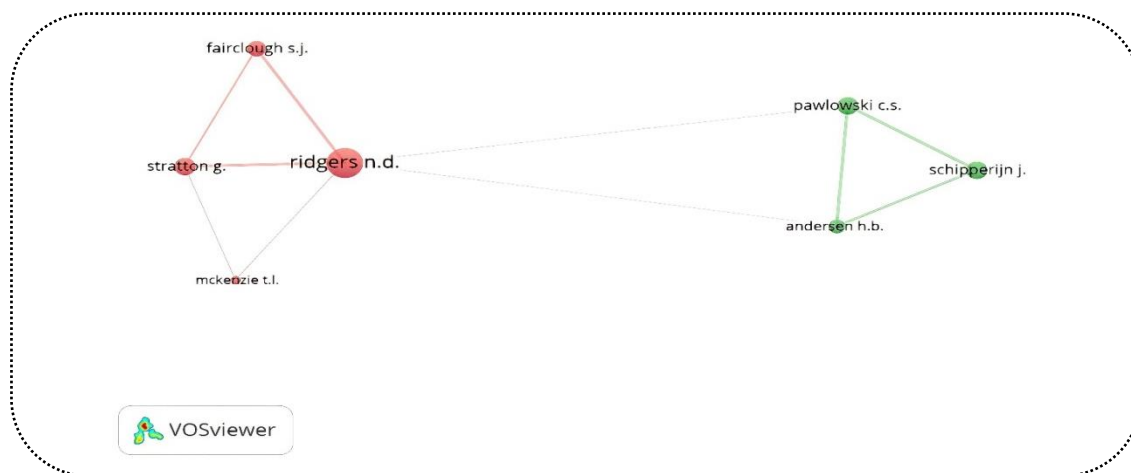 fairclough s.j.
pawlowski c.s.
ridgers n.d.
stratton g.
schipperijn j.
andersen h.b.
mckenzie t.l.
VOSviewer